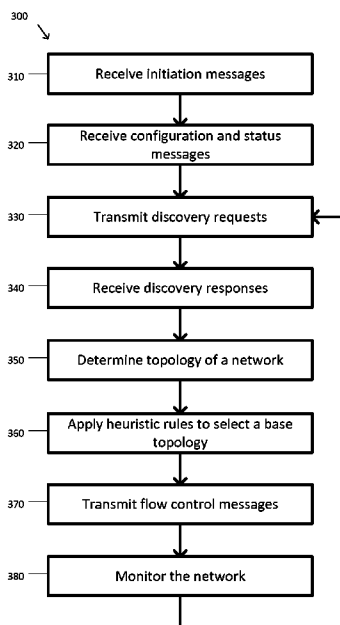 300
310
Receive initiation messages
320
Receive configuration and status
messages
330
Transmit discovery requests
340
Receive discovery responses
350
Determine topology of a network
360
Apply heuristic rules to select a base
topology
370
Transmit flow control messages
380
Monitor the network